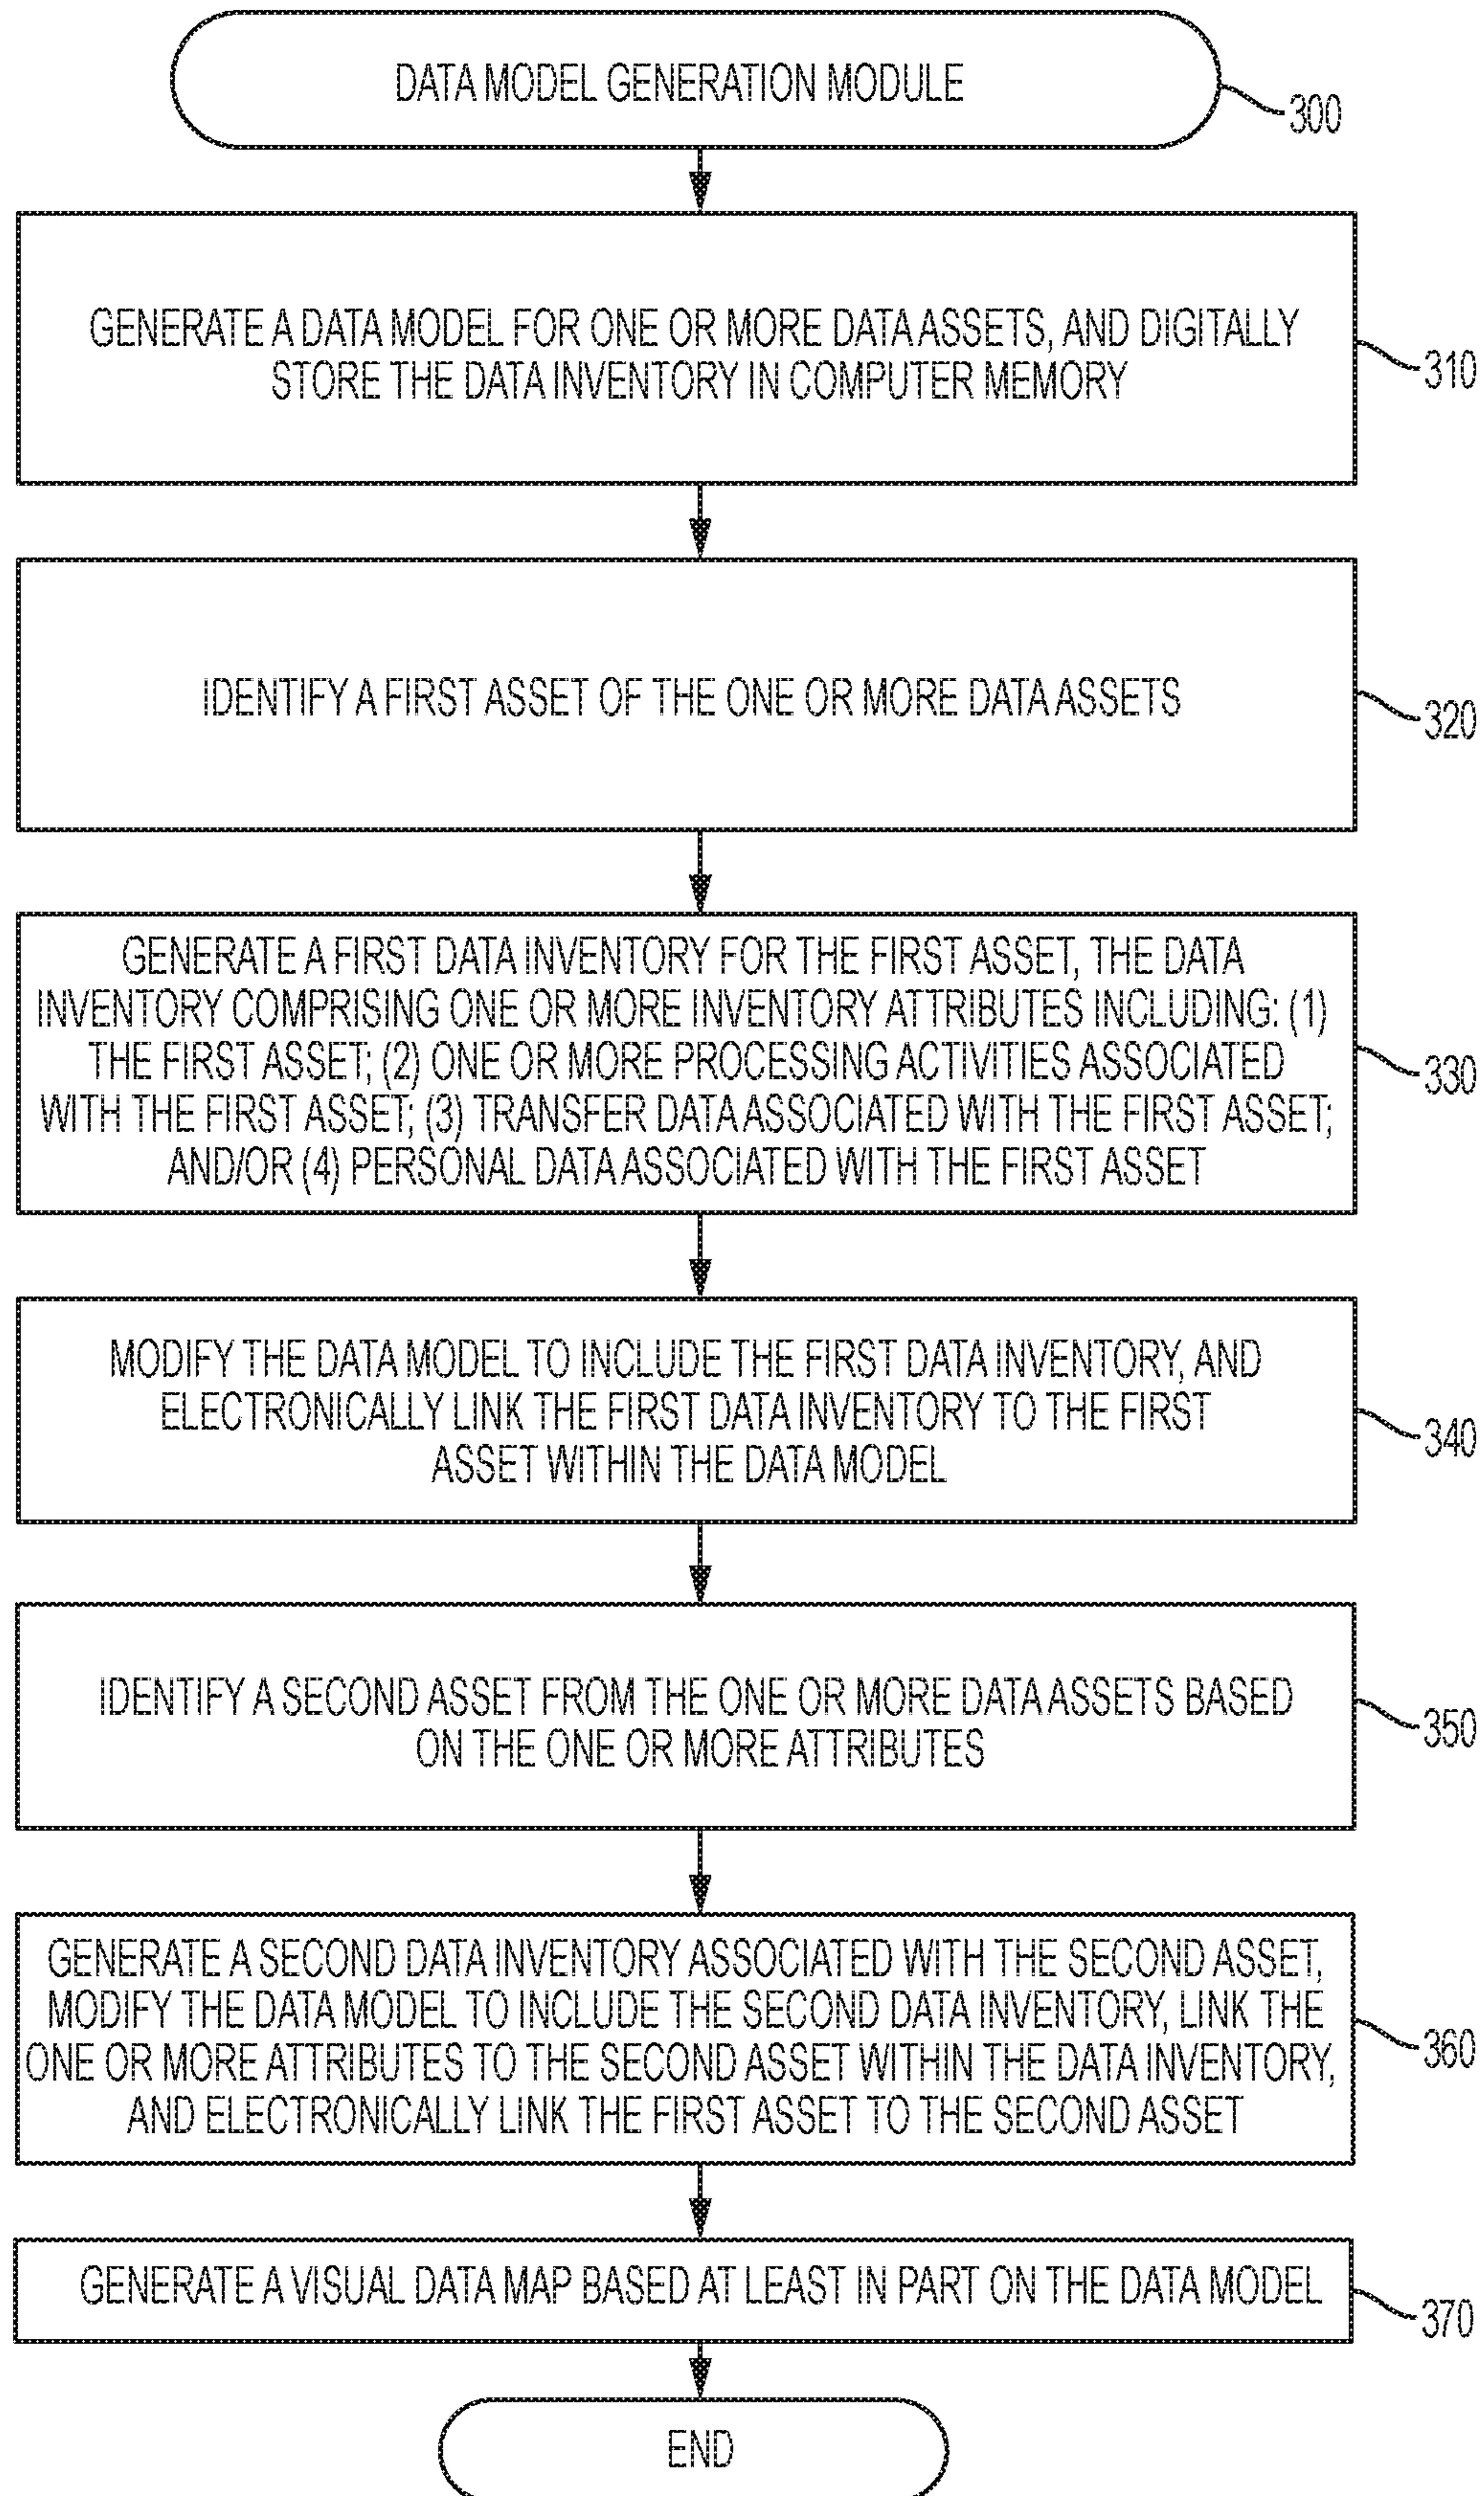 DATA MODEL GENERATION MODULE
300
GENERATE A DATA MODEL FOR ONE OR MORE DATA ASSETS, AND DIGITALLY
STORE THE DATA INVENTORY IN COMPUTER MEMORY
310
IDENTIFY A FIRST ASSET OF THE ONE OR MORE DATA ASSETS
320
GENERATE A FIRST DATA INVENTORY FOR THE FIRST ASSET, THE DATA
INVENTORY COMPRISING ONE OR MORE INVENTORY ATTRIBUTES INCLUDING: (1)
THE FIRST ASSET; (2) ONE OR MORE PROCESSING ACTIVITIES ASSOCIATED
WITH THE FIRST ASSET; (3) TRANSFER DATA ASSOCIATED WITH THE FIRST ASSET;
AND/OR (4) PERSONAL DATA ASSOCIATED WITH THE FIRST ASSET
330
MODIFY THE DATA MODEL TO INCLUDE THE FIRST DATA INVENTORY, AND
ELECTRONICALLY LINK THE FIRST DATA INVENTORY TO THE FIRST
ASSET WITHIN THE DATA MODEL
340
IDENTIFY A SECOND ASSET FROM THE ONE OR MORE DATA ASSETS BASED
ON THE ONE OR MORE ATTRIBUTES
350
GENERATE A SECOND DATA INVENTORY ASSOCIATED WITH THE SECOND ASSET,
MODIFY THE DATA MODEL TO INCLUDE THE SECOND DATA INVENTORY, LINK THE
ONE OR MORE ATTRIBUTES TO THE SECOND ASSET WITHIN THE DATA INVENTORY,
AND ELECTRONICALLY LINK THE FIRST ASSET TO THE SECOND ASSET
360
GENERATE A VISUAL DATA MAP BASED AT LEAST IN PART ON THE DATA MODEL
370
END